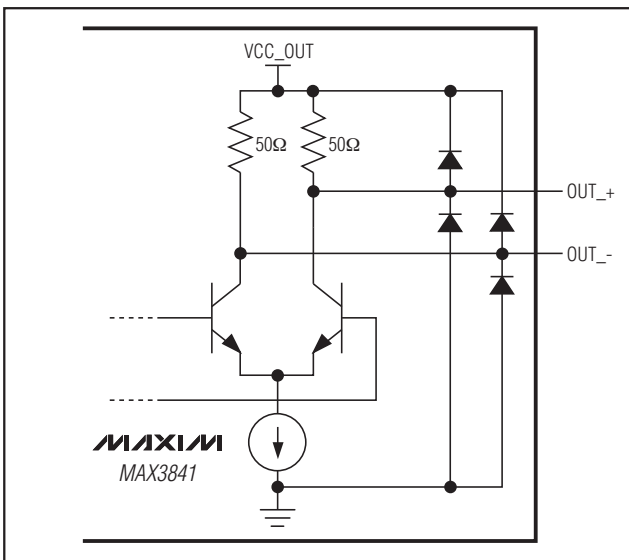 VCC_OUT
50Ω
50Ω
OUT_+
OUT_-
MAXIM
MAX3841